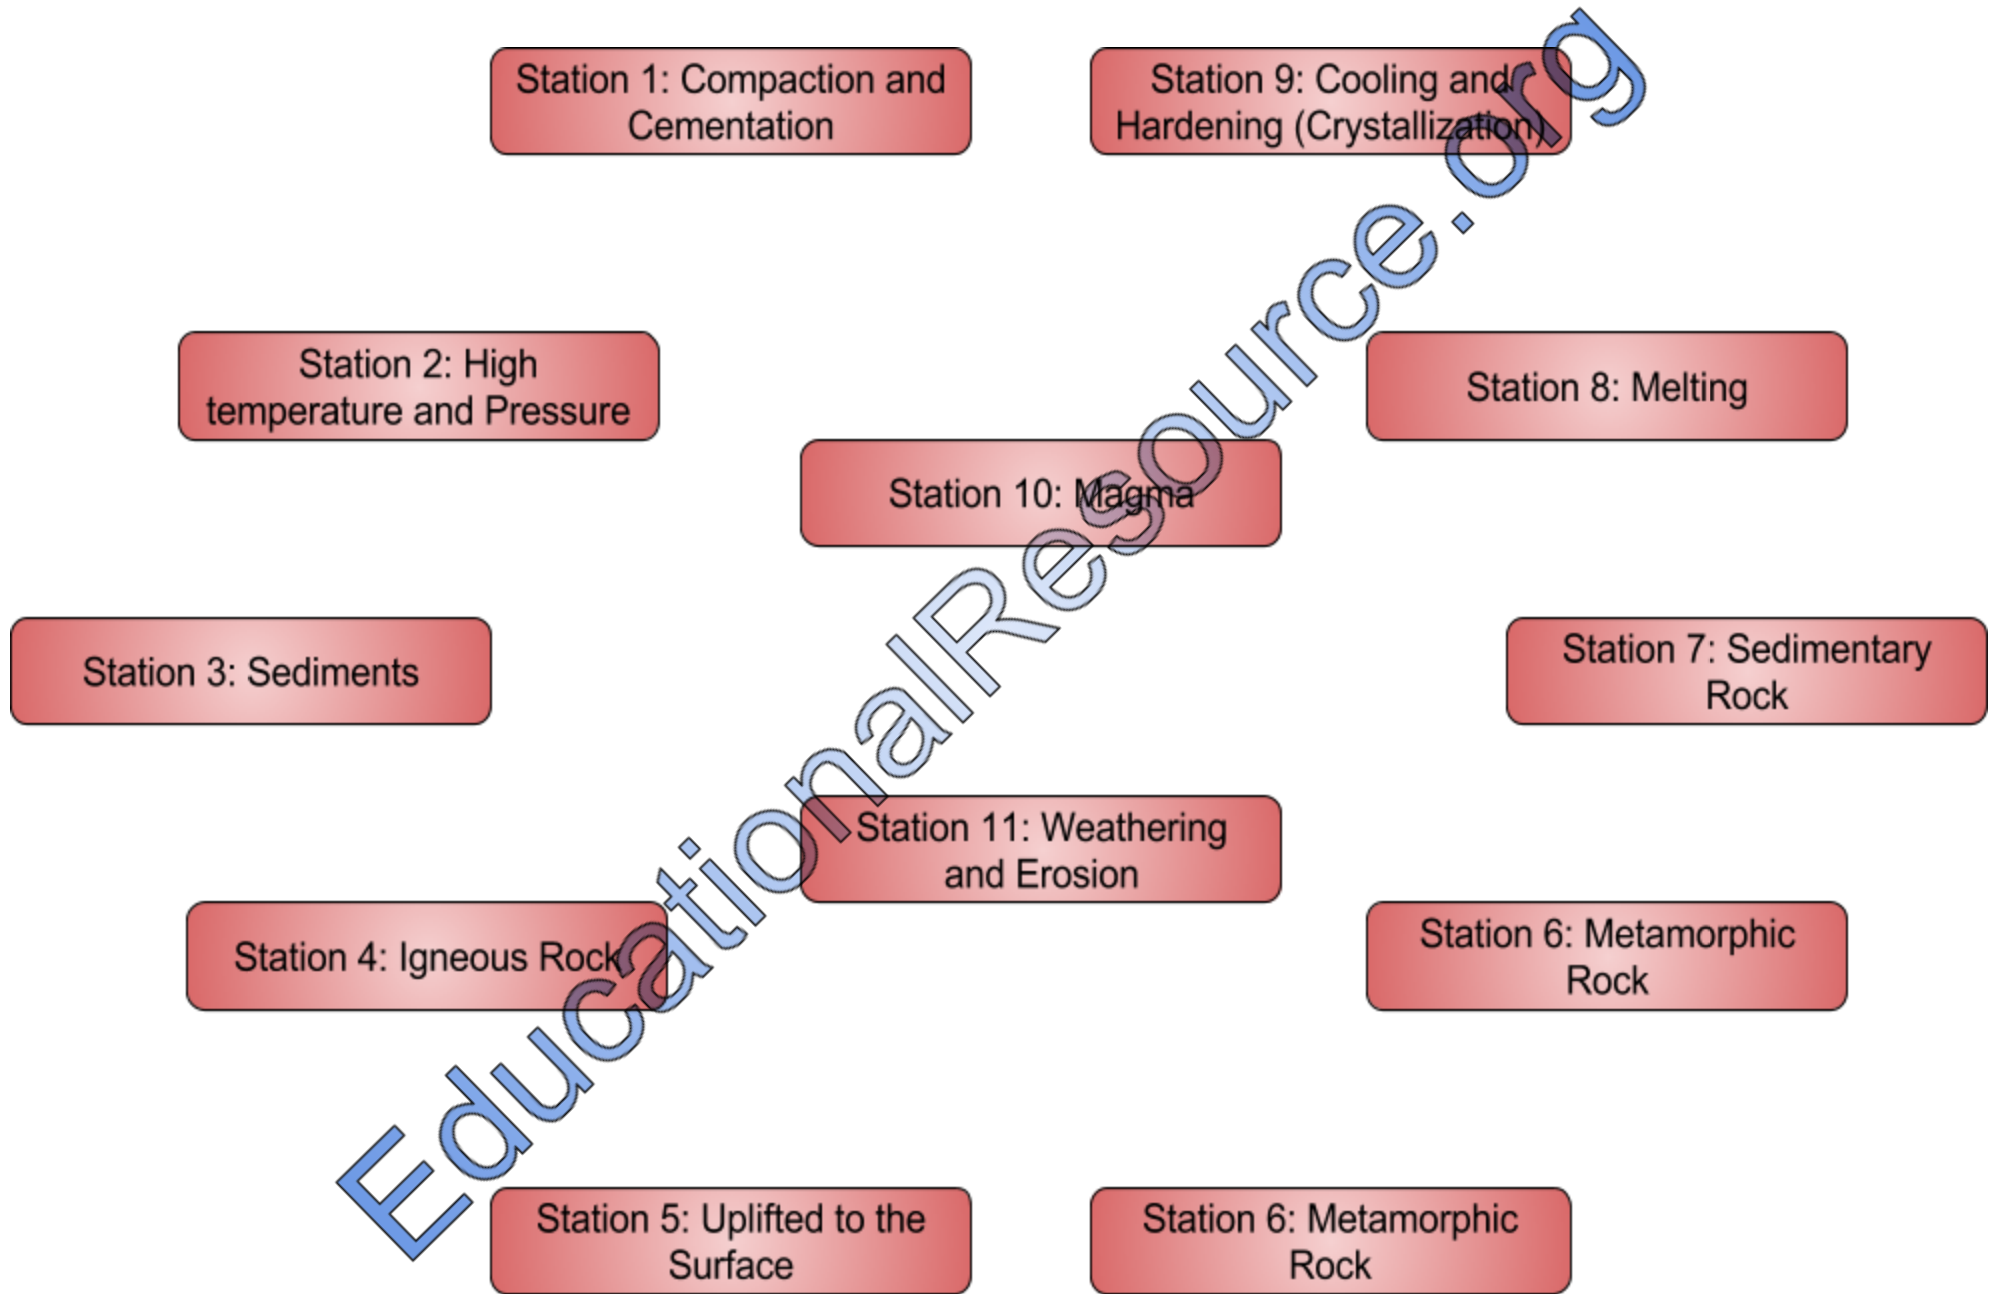 Station 1: Compaction and
Cementation
Station 9: Cooling and
Hardening (Crystallization)
Station 2: High
temperature and Pressure
Station 8: Melting
Station 10: Magma
Station 3: Sediments
Station 7: Sedimentary
Rock
Station 11: Weathering
and Erosion
Station 4: Igneous Rock
Station 6: Metamorphic
Rock
Station 5: Uplifted to the
Surface
Station 6: Metamorphic
Rock
EducationalResource.org